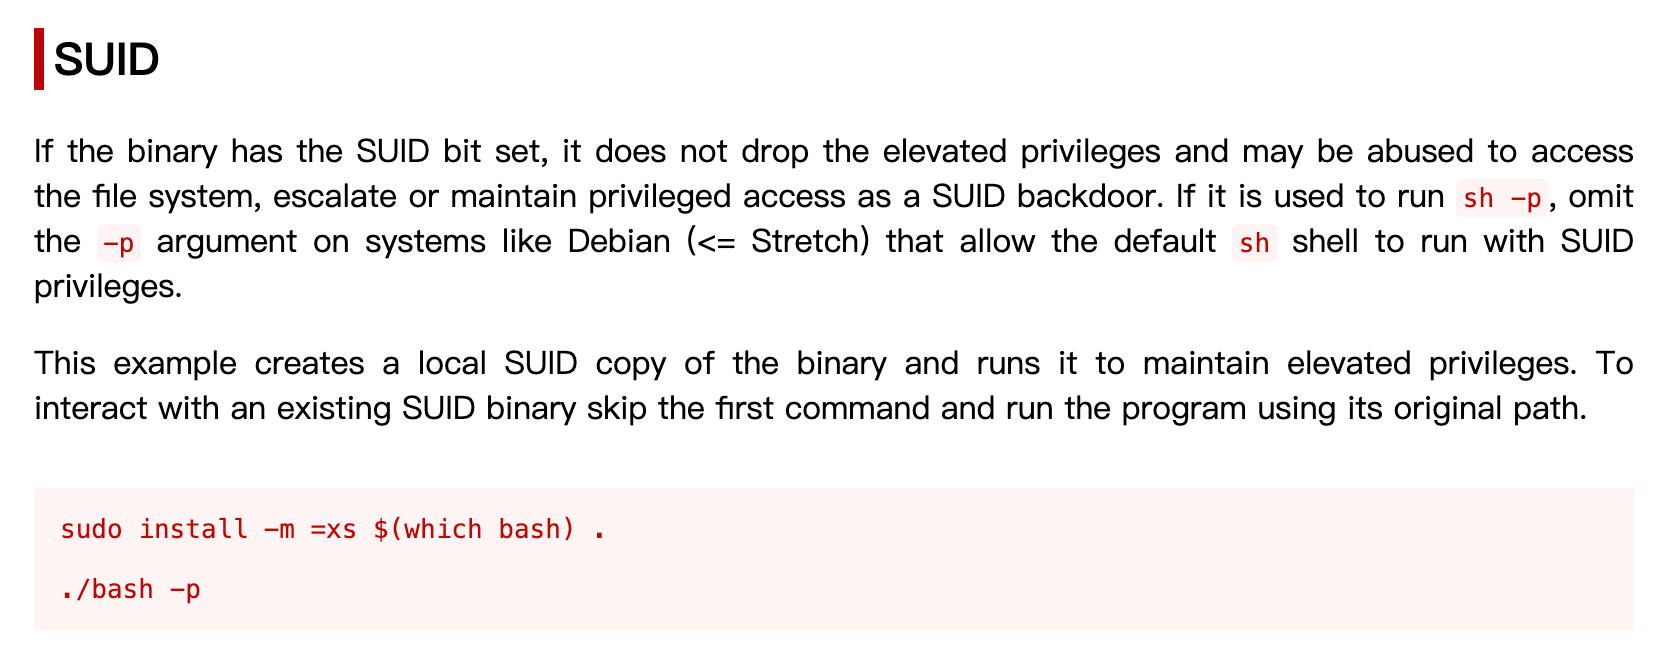 SUID
If the binary has the SUID bit set, it does not drop the elevated privileges and may be abused to access
the file system, escalate or maintain privileged access as a SUID backdoor. If it is used to run sh -p, omit
the -p argument on systems like Debian (<= Stretch) that allow the default sh shell to run with SUID
privileges.
This example creates a local SUID copy of the binary and runs it to maintain elevated privileges. To
interact with an existing SUID binary skip the first command and run the program using its original path.
sudo install -m =xs $(which bash) .
./bash -p